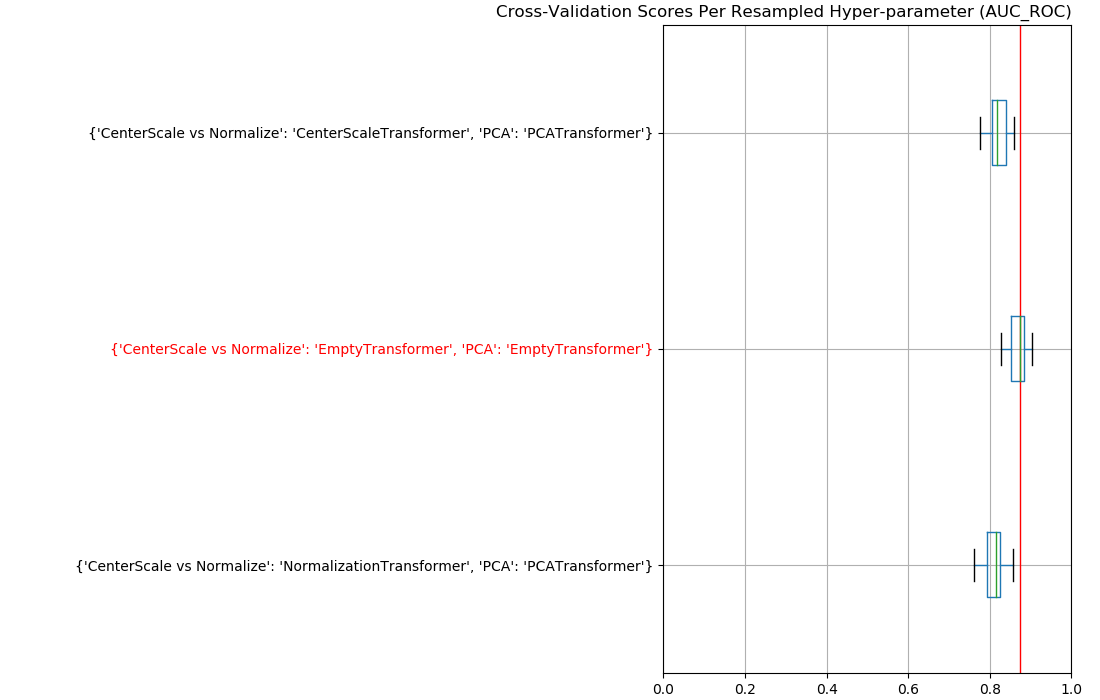 Cross-Validation Scores Per Resampled Hyper-parameter (AUC_ROC)
{'CenterScale vs Normalize': 'CenterScaleTransformer', 'PCA': 'PCATransformer'}
{'CenterScale vs Normalize': 'EmptyTransformer', 'PCA': 'EmptyTransformer'}
{'CenterScale vs Normalize': 'NormalizationTransformer', 'PCA': 'PCATransformer'}
0.0 0.2 0.4 0.6 0.8 1.0